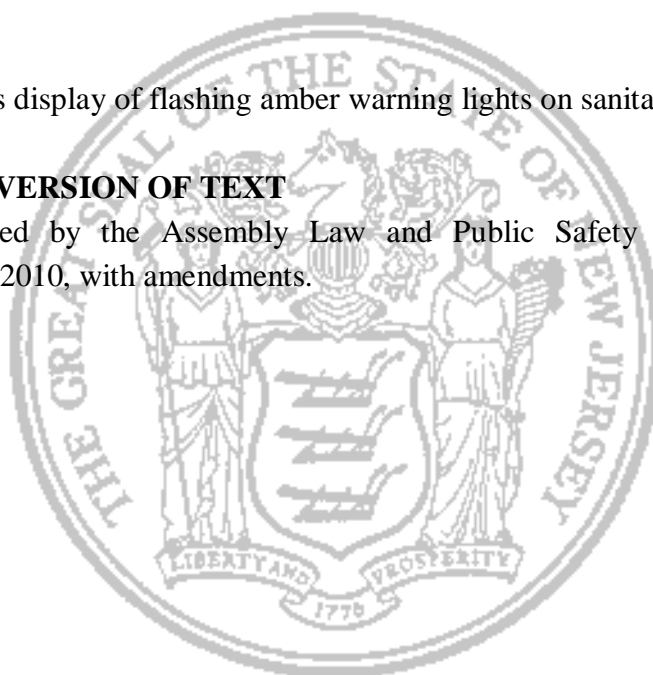 s display of flashing amber warning lights on sanita
VERSION OF TEXT
ed by the Assembly Law and Public Safety
2010, with amendments.
THE GREAT SEAL OF THE STATE OF NEW JERSEY
LIBERTY AND PROSPERITY
1776